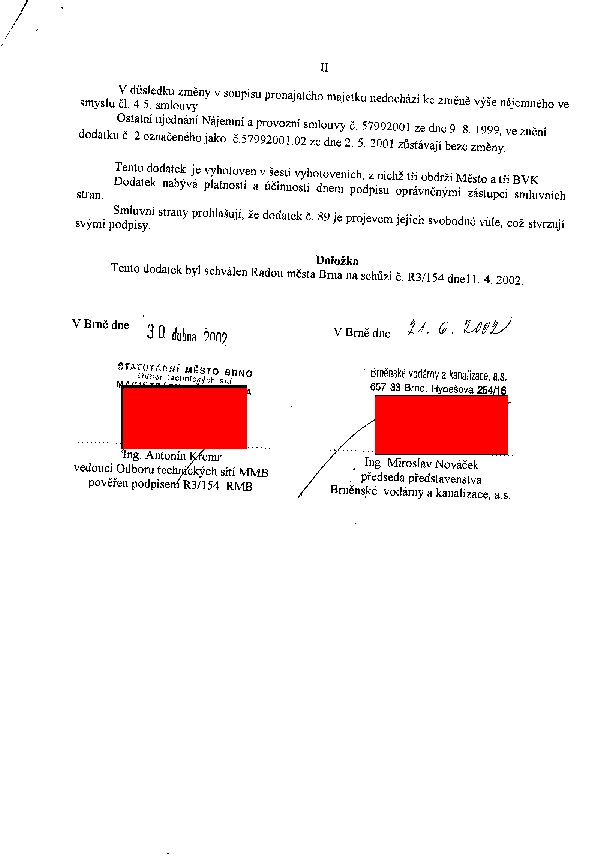 II
V důsledku změny v soupisu pronajatého majetku nedochází ke změně výše nájemného ve
smyslu čl. 4.5. smlouvy
Ostatní ujednání Nájemní a provozní smlouvy č. 57992001 ze dne 9. 8. 1999, ve znění
dodatku č. 2 označeného jako č.57992001.02 ze dne 2. 5. 2001 zůstávají beze změny.
Tento dodatek je vyhotoven v šesti vyhotoveních, z nichž tři obdrží Město a tři BVK
Dodatek nabývá platnosti a účinnosti dnem podpisu oprávněnými zástupci smluvních
stran.
Smluvní strany prohlašují, že dodatek č. 89 je projevem jejich svobodné vůle, což stvrzují
svými podpisy.
Doložka
Tento dodatek byl schválen Radou města Brna na schůzi č. R3/154 dne11. 4. 2002.
V Brně dne 30. dubna 2002
V Brně dne 21. 6. 2002
STATUTÁRNÍ MĚSTO BRNO
Odbor technických sítí
Brněnské vodárny a kanalizace, a.s.
657 33 Brno, Hybešova 254/16
Ing. Antonín
vedoucí Odboru technických sítí MMB
pověřen podpisem R3/154 RMB
Ing. Miroslav Nováček
předseda představenstva
Brněnské vodárny a kanalizace, a.s.